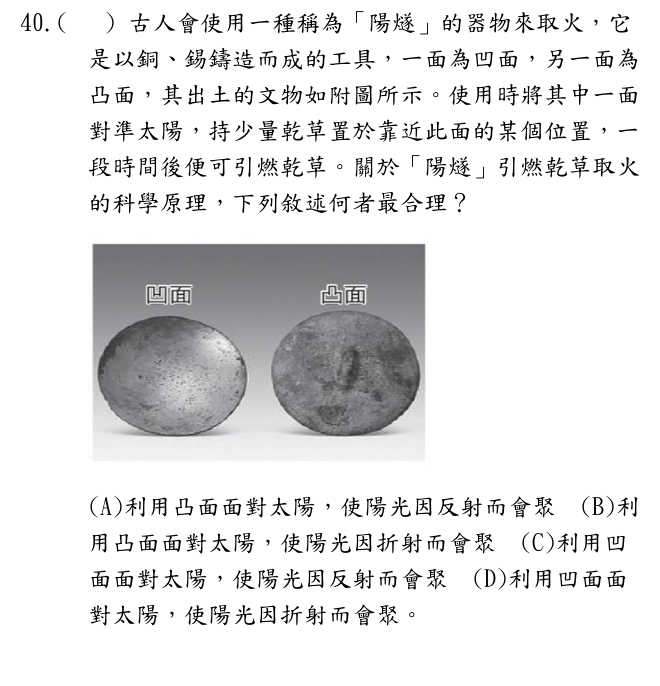 40.(　　) 古人會使用一種稱為「陽燧」的器物來取火，它
是以銅、錫鑄造而成的工具，一面為凹面，另一面為
凸面，其出土的文物如附圖所示。使用時將其中一面
對準太陽，持少量乾草置於靠近此面的某個位置，一
段時間後便可引燃乾草。關於「陽燧」引燃乾草取火
的科學原理，下列敘述何者最合理？
凹面
凸面
(A)利用凸面面對太陽，使陽光因反射而會聚　(B)利
用凸面面對太陽，使陽光因折射而會聚　(C)利用凹
面面對太陽，使陽光因反射而會聚　(D)利用凹面面
對太陽，使陽光因折射而會聚。